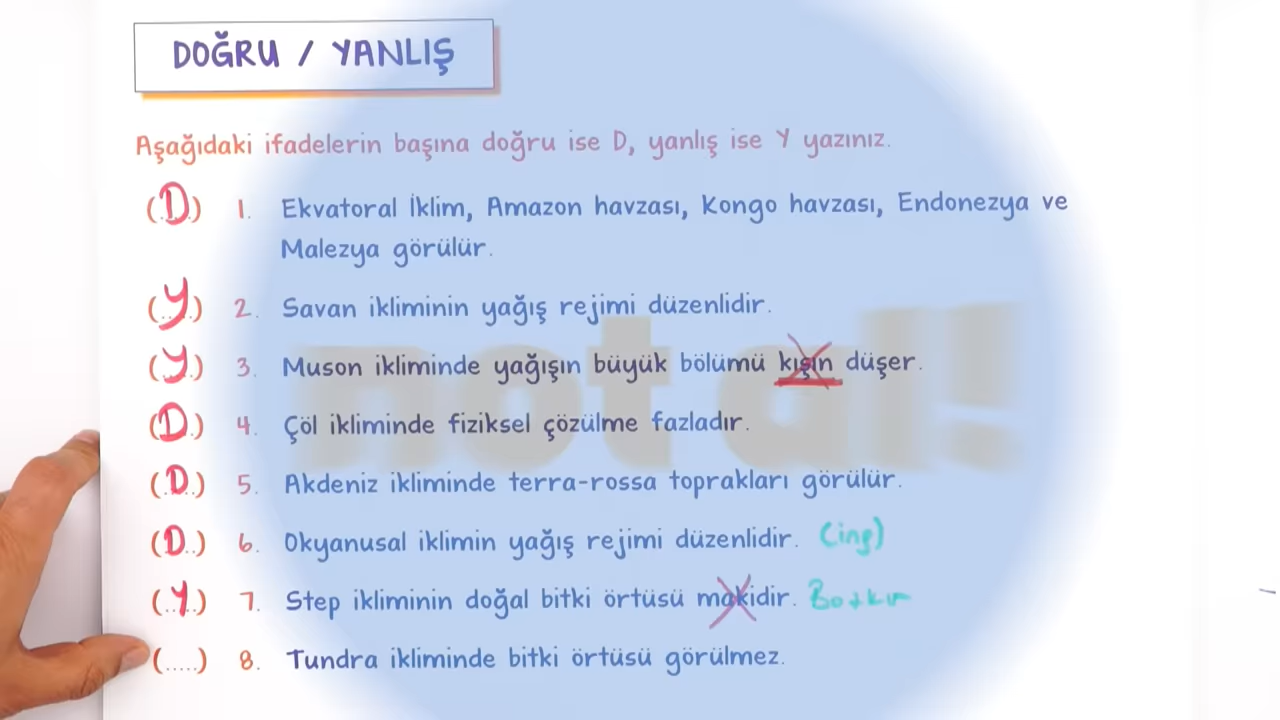 DOĞRU / YANLIŞ
Aşağıdaki ifadelerin başına doğru ise D, yanlış ise Y yazınız.
(D) 1. Ekvatoral İklim, Amazon havzası, Kongo havzası, Endonezya ve
Malezya görülür.
(.Y.) 2. Savan ikliminin yağış rejimi düzenlidir.
(.Y.) 3. Muson ikliminde yağışın büyük bölümü kışın düşer.
(.D.) 4. Çöl ikliminde fiziksel çözülme fazladır.
(.D.) 5. Akdeniz ikliminde terra-rossa toprakları görülür.
(.D.) 6. Okyanusal iklimin yağış rejimi düzenlidir. (ing)
(.Y.) 7. Step ikliminin doğal bitki örtüsü makidir. Bozkır
(.....) 8. Tundra ikliminde bitki örtüsü görülmez.
not al!